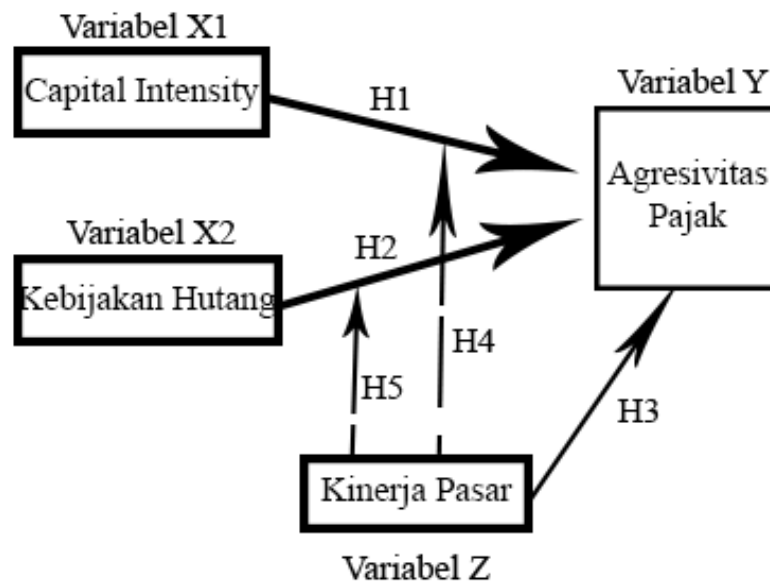 Variabel X1
Capital Intensity
H1
Variabel Y
Agresivitas
Pajak
Variabel X2
Kebijakan Hutang
H2
H4
H5
H3
Kinerja Pasar
Variabel Z